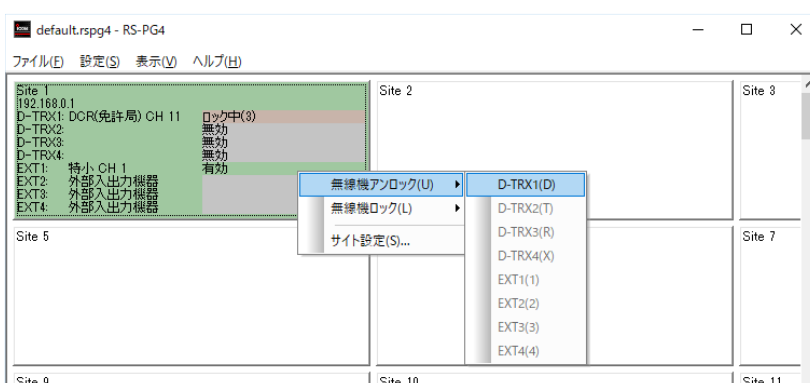 default.rspg4 - RS-PG4
ファイル(F) 設定(S) 表示(V) ヘルプ(H)
Site 1
192.168.0.1
D-TRX1: DCR(免許局) CH 11 ロック中(3)
D-TRX2: 無効
D-TRX3: 無効
D-TRX4: 無効
EXT1: 特小 CH 1 有効
EXT2: 外部入出力機器
EXT3: 外部入出力機器
EXT4: 外部入出力機器
Site 2
Site 3
無線機アンロック(U)
無線機ロック(L)
サイト設定(S)...
D-TRX1(D)
D-TRX2(T)
D-TRX3(R)
D-TRX4(X)
EXT1(1)
EXT2(2)
EXT3(3)
EXT4(4)
Site 5
Site 7
Site 9
Site 10
Site 11